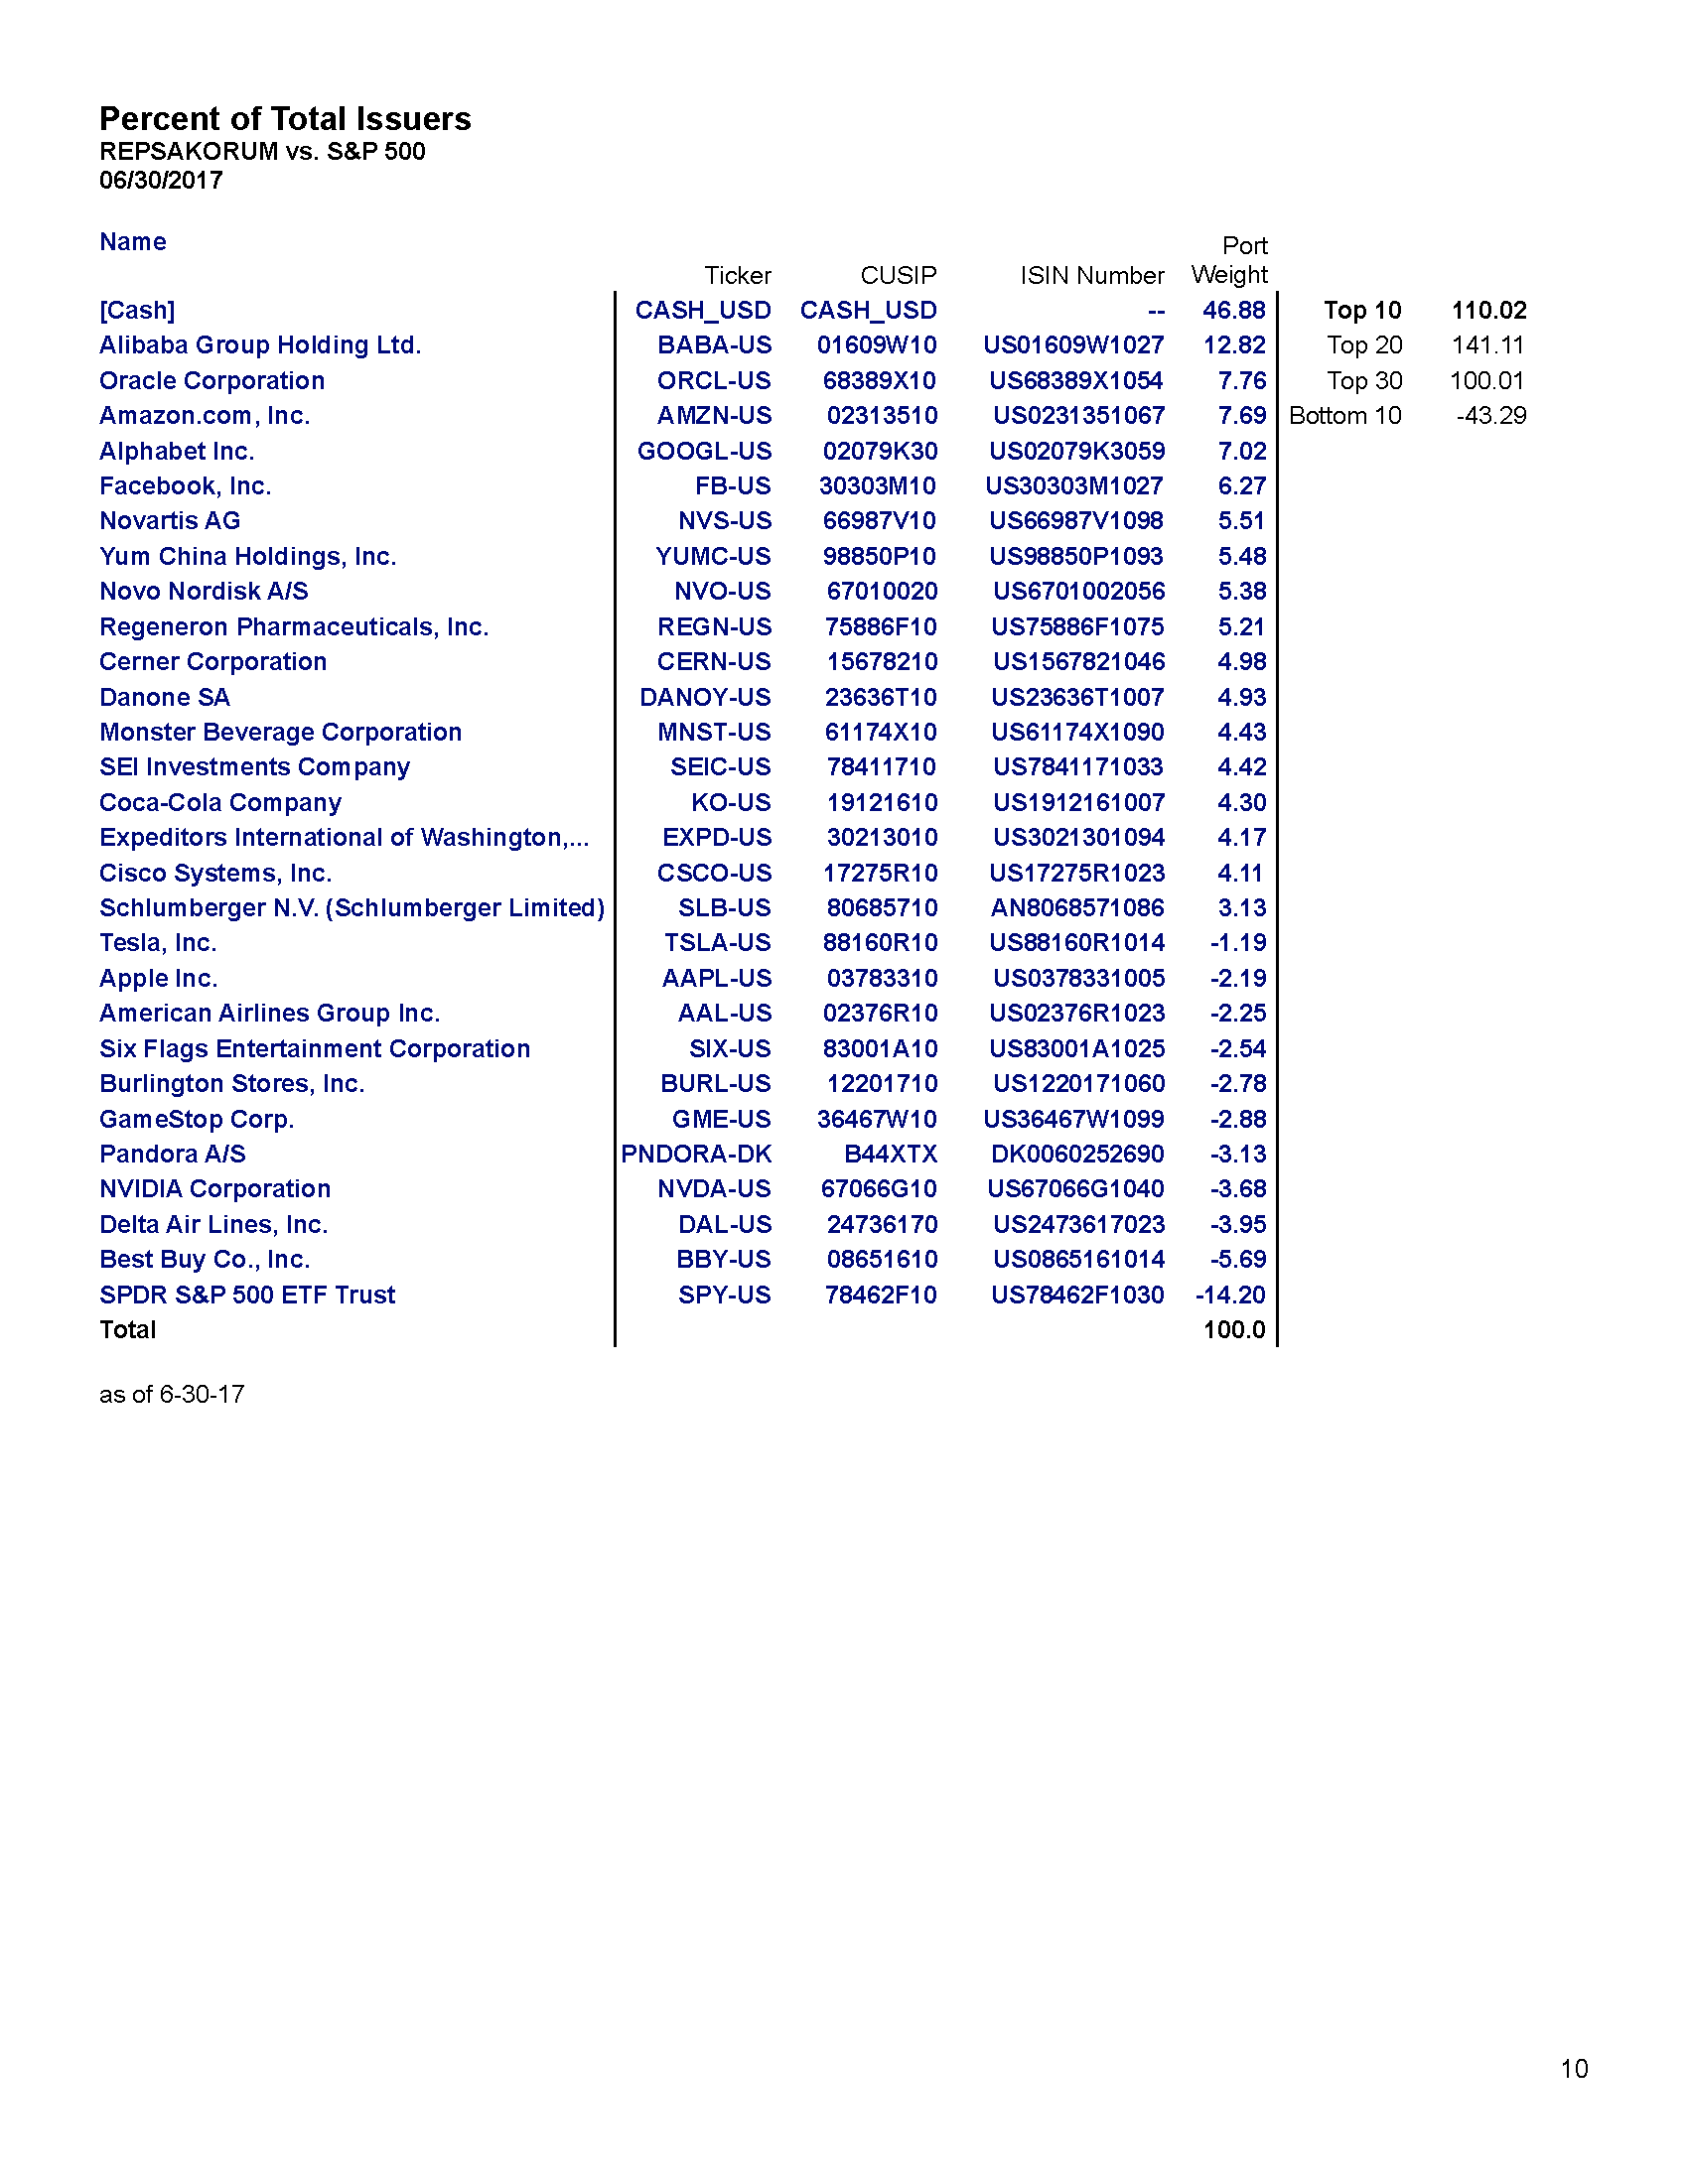 Percent of Total Issuers
REPSAKORUM vs. S&P 500
06/30/2017
Name Ticker CUSIP ISIN Number Port Weight
[Cash] CASH_USD CASH_USD -- 46.88 Top 10 110.02
Alibaba Group Holding Ltd. BABA-US 01609W10 US01609W1027 12.82 Top 20 141.11
Oracle Corporation ORCL-US 68389X10 US68389X1054 7.76 Top 30 100.01
Amazon.com, Inc. AMZN-US 02313510 US0231351067 7.69 Bottom 10 -43.29
Alphabet Inc. GOOGL-US 02079K30 US02079K3059 7.02
Facebook, Inc. FB-US 30303M10 US30303M1027 6.27
Novartis AG NVS-US 66987V10 US66987V1098 5.51
Yum China Holdings, Inc. YUMC-US 98850P10 US98850P1093 5.48
Novo Nordisk A/S NVO-US 67010020 US6701002056 5.38
Regeneron Pharmaceuticals, Inc. REGN-US 75886F10 US75886F1075 5.21
Cerner Corporation CERN-US 15678210 US1567821046 4.98
Danone SA DANOY-US 23636T10 US23636T1007 4.93
Monster Beverage Corporation MNST-US 61174X10 US61174X1090 4.43
SEI Investments Company SEIC-US 78411710 US7841171033 4.42
Coca-Cola Company KO-US 19121610 US1912161007 4.30
Expeditors International of Washington,... EXPD-US 30213010 US3021301094 4.17
Cisco Systems, Inc. CSCO-US 17275R10 US17275R1023 4.11
Schlumberger N.V. (Schlumberger Limited) SLB-US 80685710 AN8068571086 3.13
Tesla, Inc. TSLA-US 88160R10 US88160R1014 -1.19
Apple Inc. AAPL-US 03783310 US0378331005 -2.19
American Airlines Group Inc. AAL-US 02376R10 US02376R1023 -2.25
Six Flags Entertainment Corporation SIX-US 83001A10 US83001A1025 -2.54
Burlington Stores, Inc. BURL-US 12201710 US1220171060 -2.78
GameStop Corp. GME-US 36467W10 US36467W1099 -2.88
Pandora A/S PNDORA-DK B44XTX DK0060252690 -3.13
NVIDIA Corporation NVDA-US 67066G10 US67066G1040 -3.68
Delta Air Lines, Inc. DAL-US 24736170 US2473617023 -3.95
Best Buy Co., Inc. BBY-US 08651610 US0865161014 -5.69
SPDR S&P 500 ETF Trust SPY-US 78462F10 US78462F1030 -14.20
Total 100.0
as of 6-30-17
10